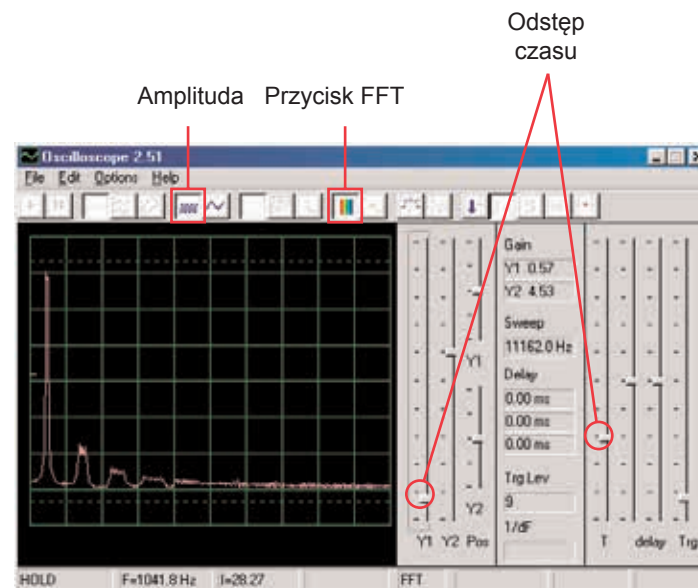 Odstęp
czasu
Amplituda
Przycisk FFT
Oscilloscope 2.51
File Edit Options Help
Gain
Y1 0.57
Y2 4.53
Sweep
11162.0 Hz
Delay
0.00 ms
0.00 ms
0.00 ms
Trg Lev
9
1/dF
Y1
Y2
Y1 Y2 Pos
T delay Trg
HOLD
F=1041.8 Hz
FFT